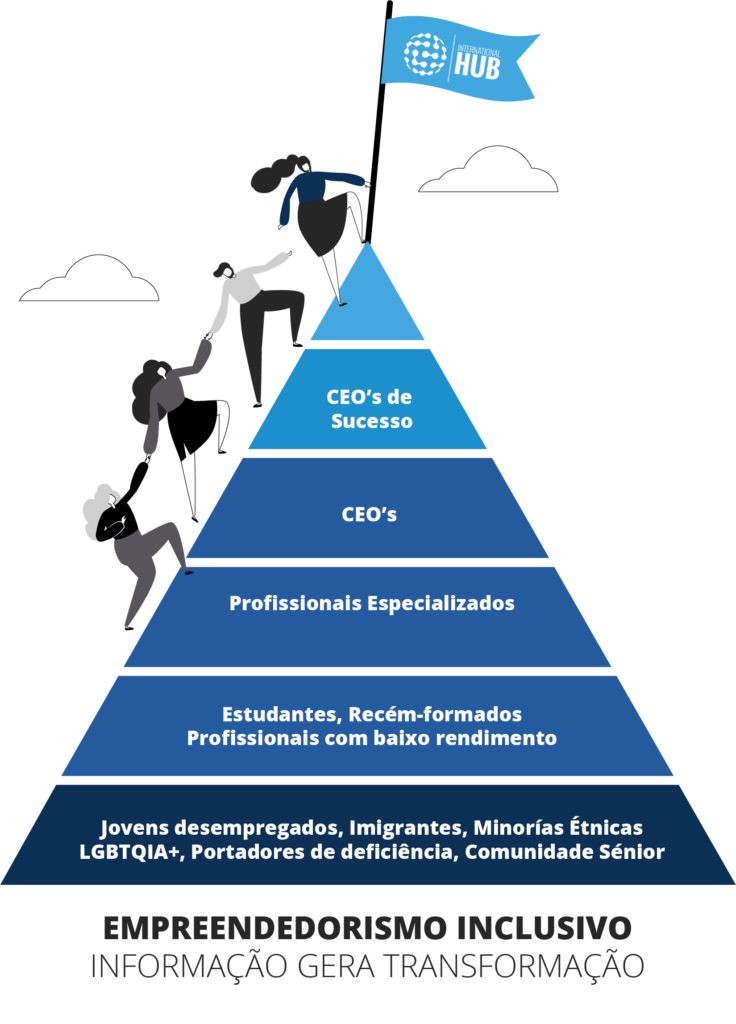 INTERNATIONAL
HUB
CEO’s de
Sucesso
CEO’s
Profissionais Especializados
Estudantes, Recém-formados
Profissionais com baixo rendimento
Jovens desempregados, Imigrantes, Minorías Étnicas
LGBTQIA+, Portadores de deficiência, Comunidade Sénior
EMPREENDEDORISMO INCLUSIVO
INFORMAÇÃO GERA TRANSFORMAÇÃO